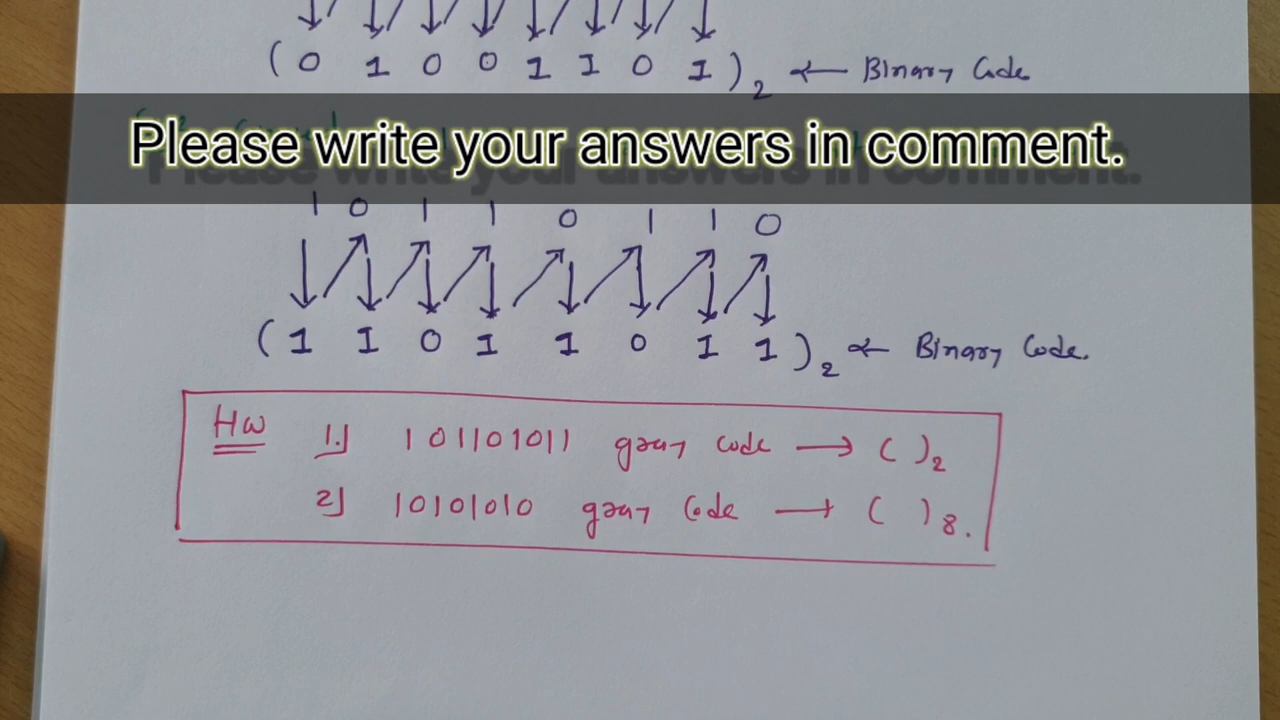 ( 0 1 0 0 1 1 0 1 )2 ← Binary Code
Please write your answers in comment.
1 0 1 1 0 1 1 0
( 1 1 0 1 1 0 1 1 )2 ← Binary Code.
HW 1.) 101101011 gray code → ( )2
2) 10101010 gray Code → ( )8.